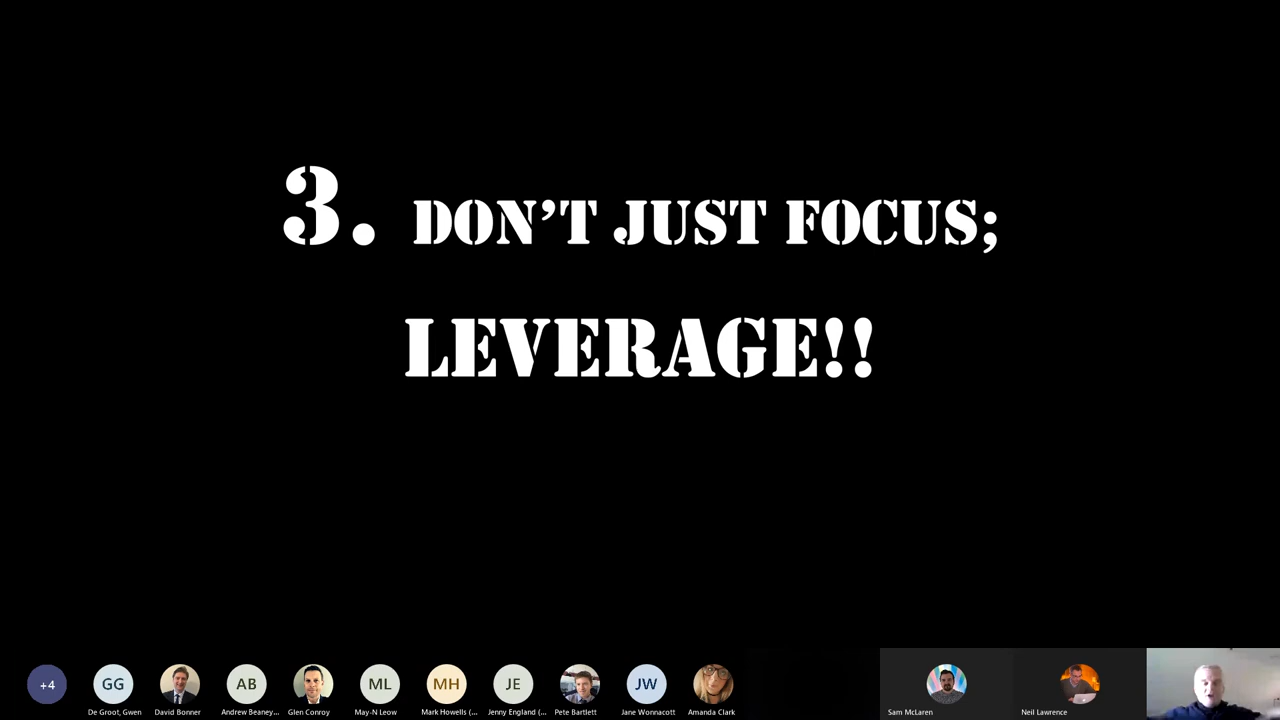 3. DON’T JUST FOCUS;
LEVERAGE!!
+4
GG
De Groot, Gwen
David Bonner
AB
Andrew Beaney...
Glen Conroy
ML
May-N Leow
MH
Mark Howells (...
JE
Jenny England (...
Pete Bartlett
JW
Jane Wonnacott
Amanda Clark
Sam McLaren
Neil Lawrence